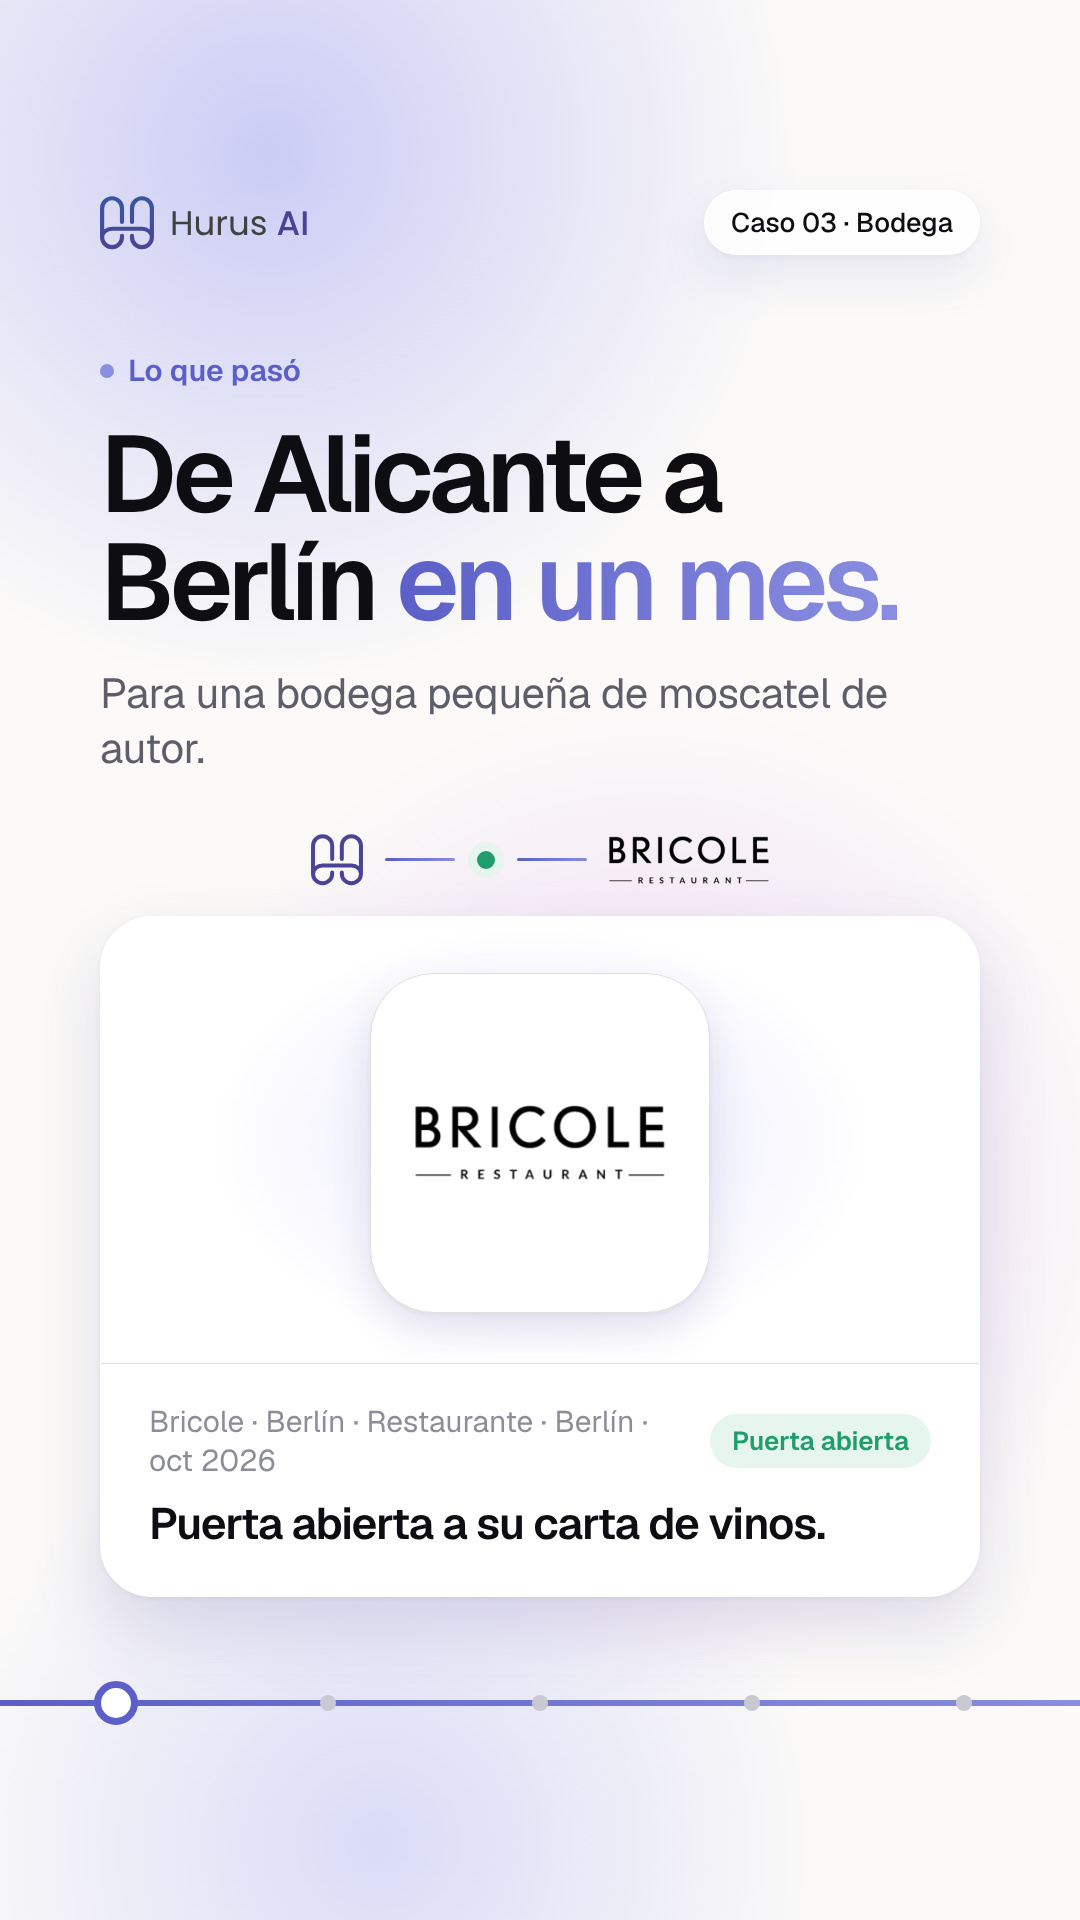 Hurus AI
Caso 03 · Bodega
Lo que pasó
De Alicante a
Berlín en un mes.
Para una bodega pequeña de moscatel de
autor.
BRICOLE
RESTAURANT
BRICOLE
RESTAURANT
Bricole · Berlín · Restaurante · Berlín ·
oct 2026
Puerta abierta
Puerta abierta a su carta de vinos.